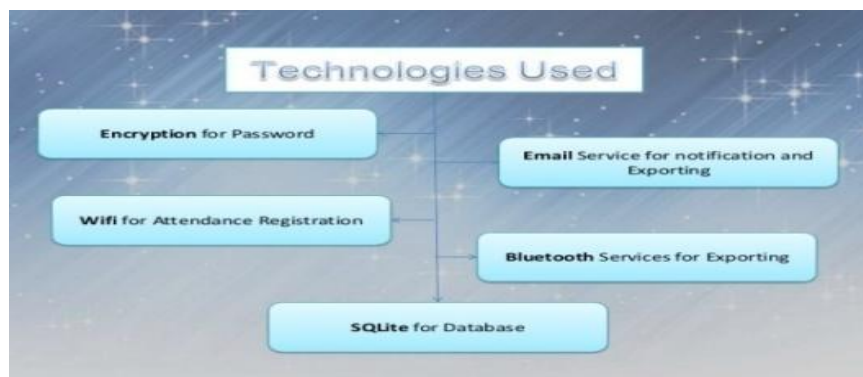 Technologies Used
Encryption for Password
Email Service for notification and
Exporting
Wifi for Attendance Registration
Bluetooth Services for Exporting
SQLite for Database